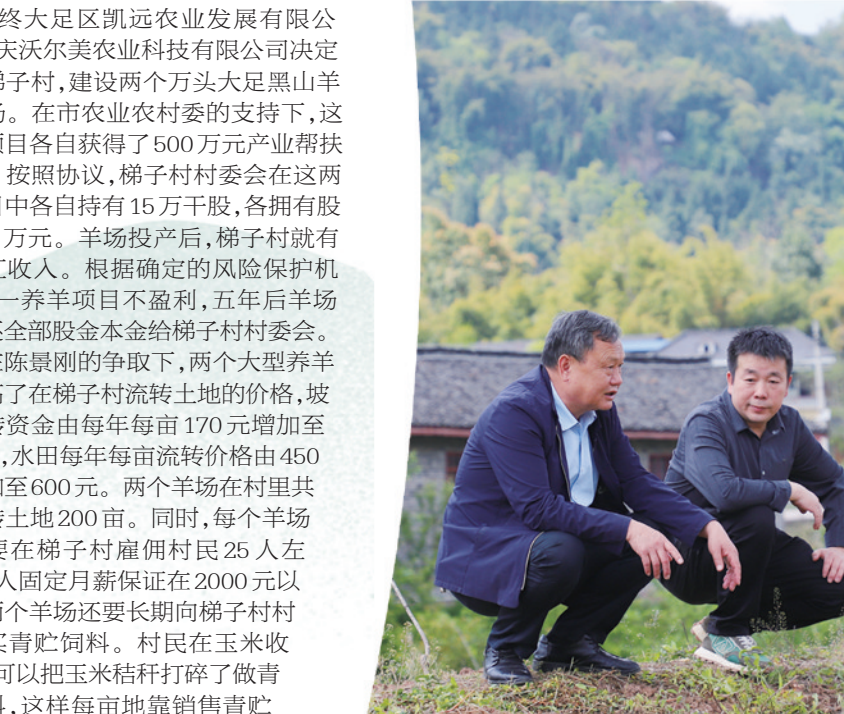 终大足区凯远农业发展有限公
庆沃尔美农业科技有限公司决定
梯子村,建设两个万头大足黑山羊
场。在市农业农村委的支持下,这
项目各自获得了500万元产业帮扶
按照协议,梯子村村委会在这两
目中各自持有15万干股,各拥有股
万元。羊场投产后,梯子村就有
工收入。根据确定的风险保护机
一养羊项目不盈利,五年后羊场
还全部股金本金给梯子村村委会。
在陈景刚的争取下,两个大型养羊
高了在梯子村流转土地的价格,坡
转资金由每年每亩170元增加至
,水田每年每亩流转价格由450
加至600元。两个羊场在村里共
转土地200亩。同时,每个羊场
要在梯子村雇佣村民25人左
人固定月薪保证在2000元以
两个羊场还要长期向梯子村村
买青贮饲料。村民在玉米收
可以把玉米秸秆打碎了做青
料,这样每亩地靠销售青贮